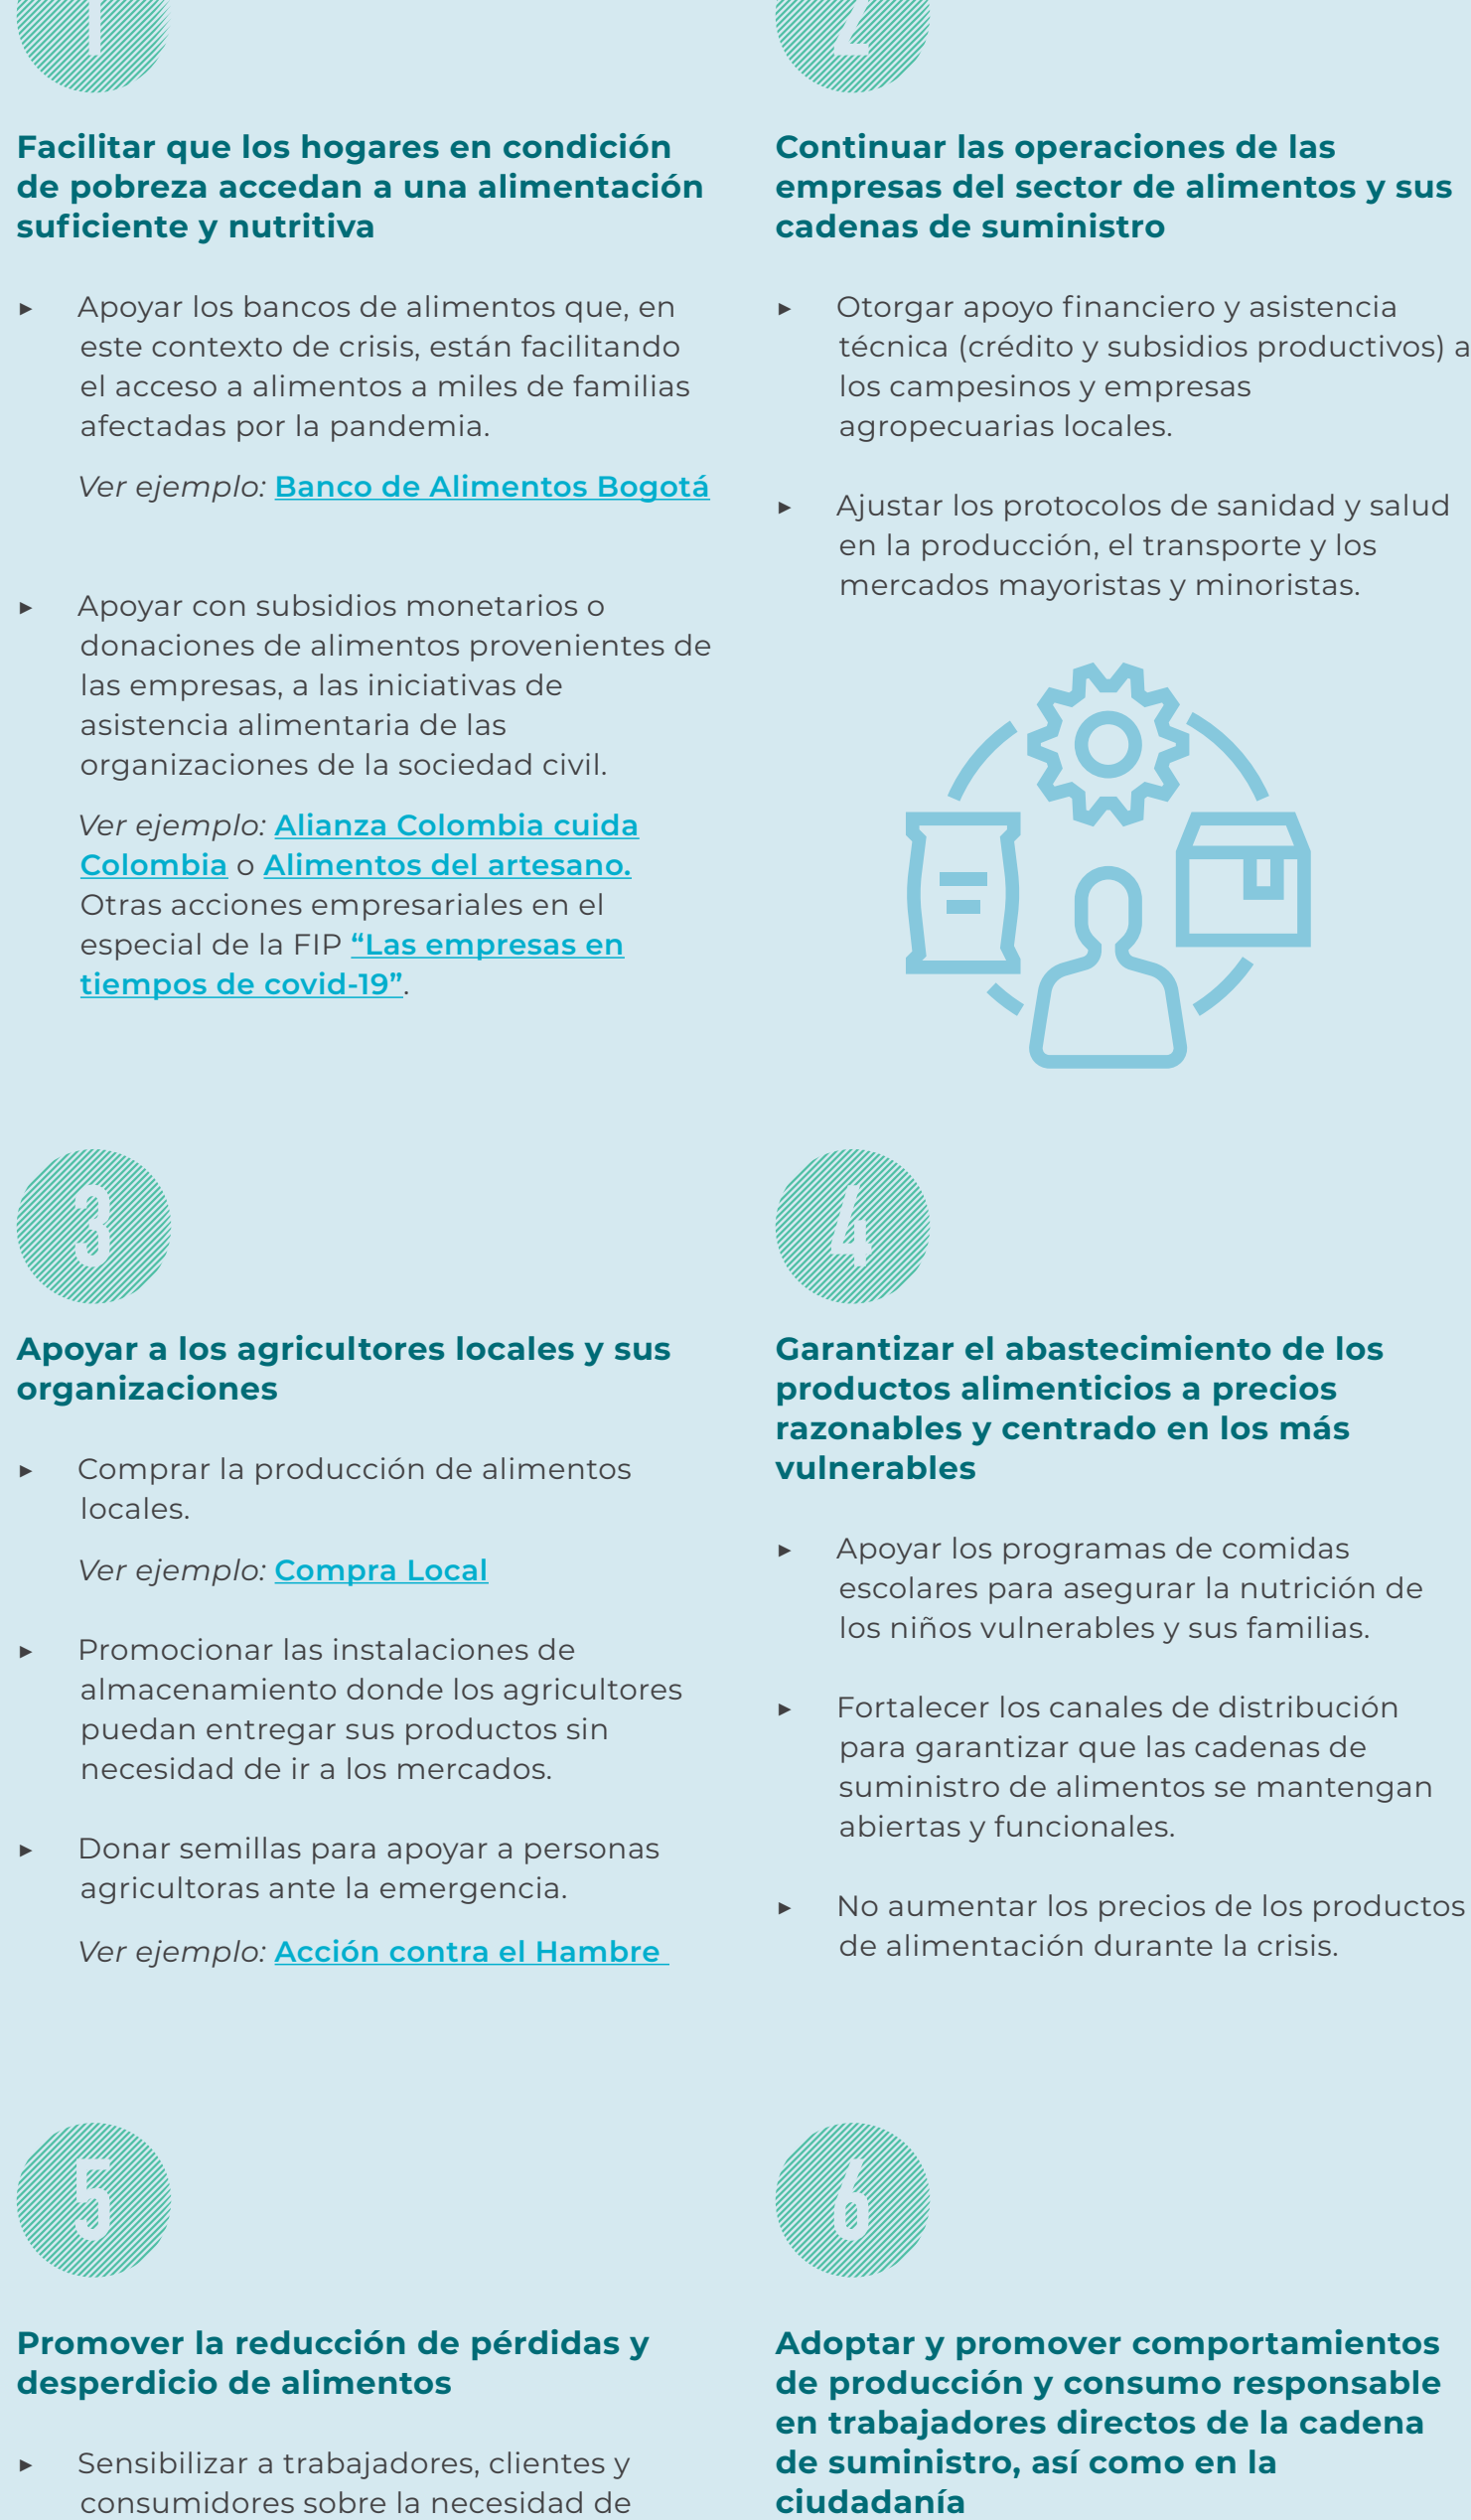 1
Facilitar que los hogares en condición
de pobreza accedan a una alimentación
suficiente y nutritiva
▸ Apoyar los bancos de alimentos que, en
este contexto de crisis, están facilitando
el acceso a alimentos a miles de familias
afectadas por la pandemia.
Ver ejemplo: Banco de Alimentos Bogotá
▸ Apoyar con subsidios monetarios o
donaciones de alimentos provenientes de
las empresas, a las iniciativas de
asistencia alimentaria de las
organizaciones de la sociedad civil.
Ver ejemplo: Alianza Colombia cuida
Colombia o Alimentos del artesano.
Otras acciones empresariales en el
especial de la FIP “Las empresas en
tiempos de covid-19”.
2
Continuar las operaciones de las
empresas del sector de alimentos y sus
cadenas de suministro
▸ Otorgar apoyo financiero y asistencia
técnica (crédito y subsidios productivos) a
los campesinos y empresas
agropecuarias locales.
▸ Ajustar los protocolos de sanidad y salud
en la producción, el transporte y los
mercados mayoristas y minoristas.
3
Apoyar a los agricultores locales y sus
organizaciones
▸ Comprar la producción de alimentos
locales.
Ver ejemplo: Compra Local
▸ Promocionar las instalaciones de
almacenamiento donde los agricultores
puedan entregar sus productos sin
necesidad de ir a los mercados.
▸ Donar semillas para apoyar a personas
agricultoras ante la emergencia.
Ver ejemplo: Acción contra el Hambre
4
Garantizar el abastecimiento de los
productos alimenticios a precios
razonables y centrado en los más
vulnerables
▸ Apoyar los programas de comidas
escolares para asegurar la nutrición de
los niños vulnerables y sus familias.
▸ Fortalecer los canales de distribución
para garantizar que las cadenas de
suministro de alimentos se mantengan
abiertas y funcionales.
▸ No aumentar los precios de los productos
de alimentación durante la crisis.
5
Promover la reducción de pérdidas y
desperdicio de alimentos
▸ Sensibilizar a trabajadores, clientes y
consumidores sobre la necesidad de
6
Adoptar y promover comportamientos
de producción y consumo responsable
en trabajadores directos de la cadena
de suministro, así como en la
ciudadanía